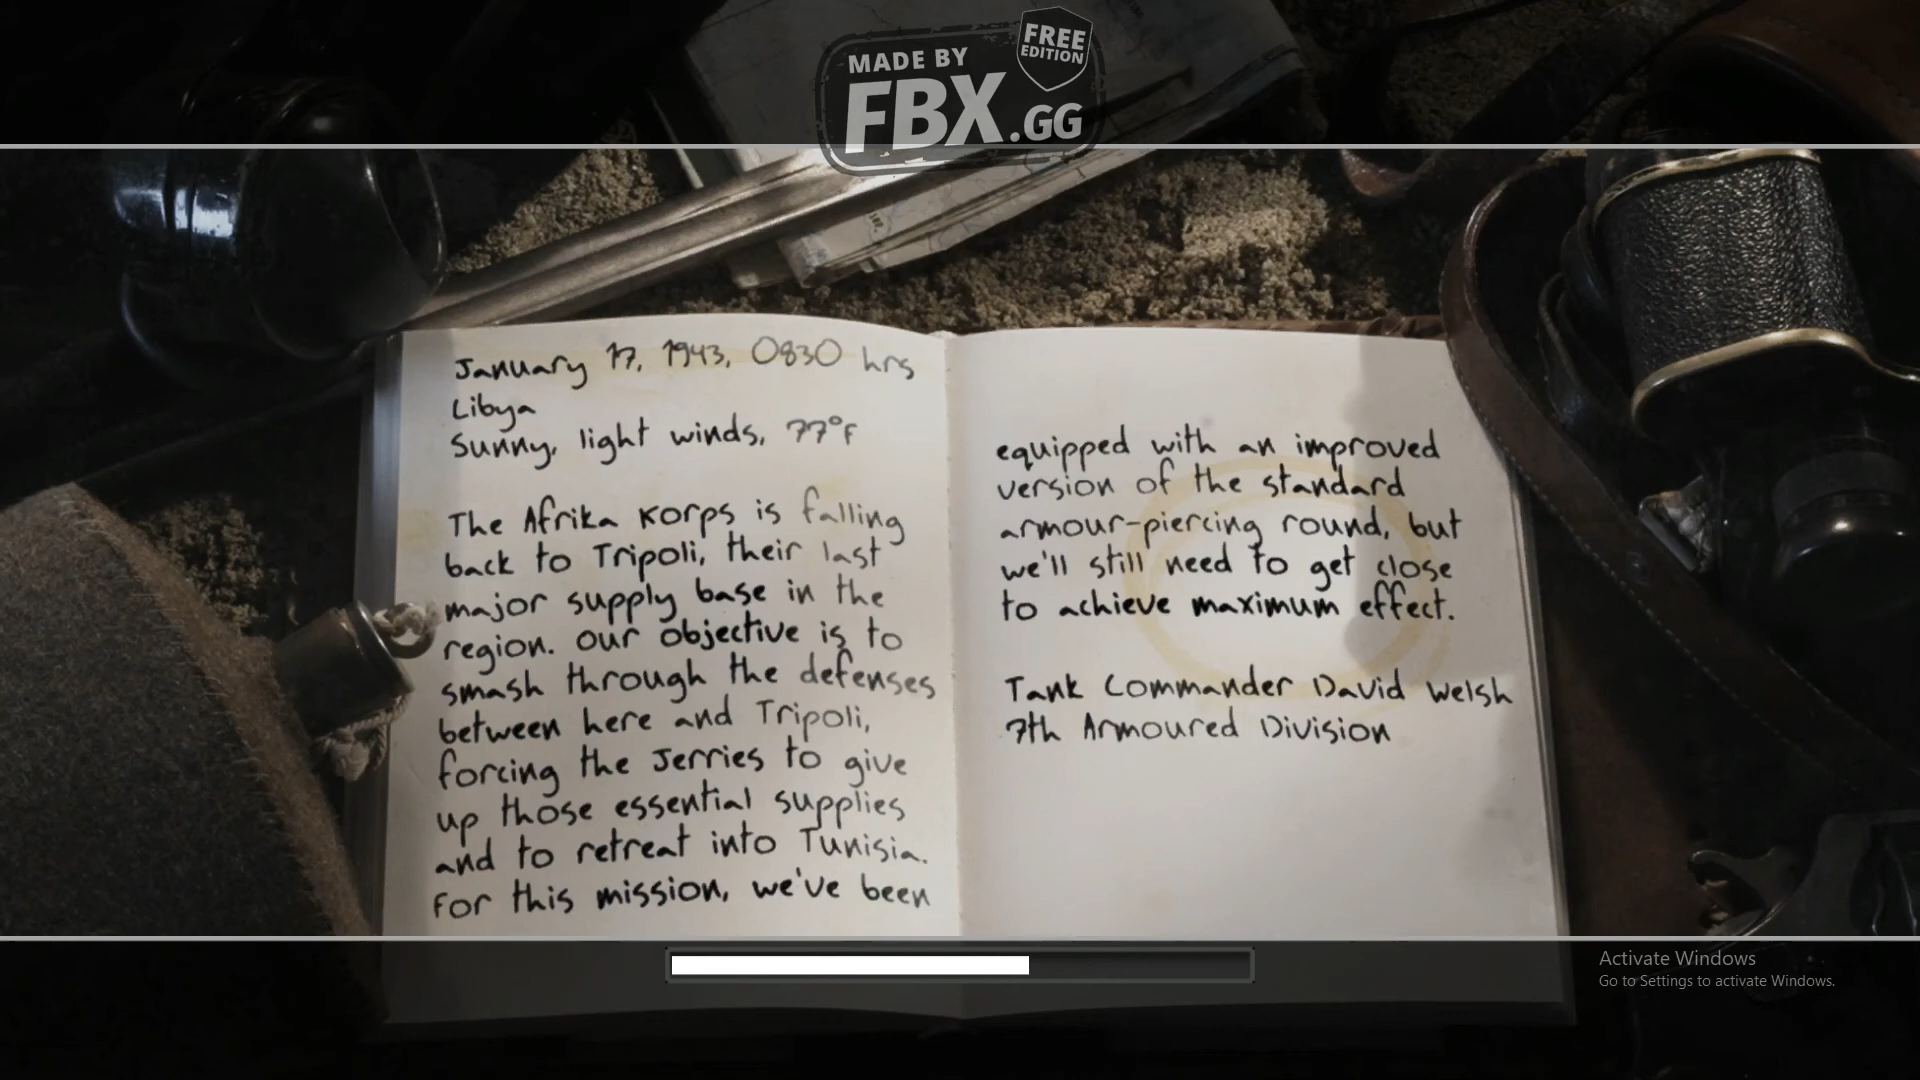 MADE BY
FBX.GG
FREE
EDITION
January 17, 1943, 0830 hrs
Libya
Sunny, light winds, 77°F
The Afrika Korps is falling
back to Tripoli, their last
major supply base in the
region. Our objective is to
smash through the defenses
between here and Tripoli,
forcing the Jerries to give
up those essential supplies
and to retreat into Tunisia.
For this mission, we've been
equipped with an improved
version of the standard
armour-piercing round, but
we'll still need to get close
to achieve maximum effect.
Tank Commander David Welsh
7th Armoured Division
Activate Windows
Go to Settings to activate Windows.